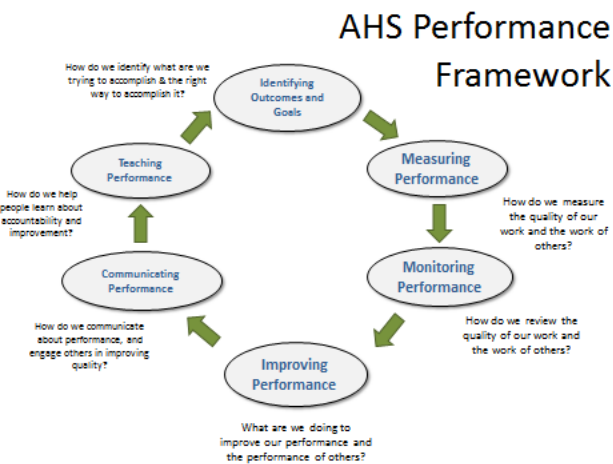 AHS Performance
Framework
How do we identify what are we
trying to accomplish & the right
way to accomplish it?
Identifying
Outcomes and
Goals
Measuring
Performance
How do we measure
the quality of our
work and the work of
others?
Monitoring
Performance
How do we review the
quality of our work and
the work of others?
Improving
Performance
What are we doing to
improve our performance and
the performance of others?
Communicating
Performance
How do we communicate
about performance, and
engage others in improving
quality?
Teaching
Performance
How do we help
people learn about
accountability and
improvement?